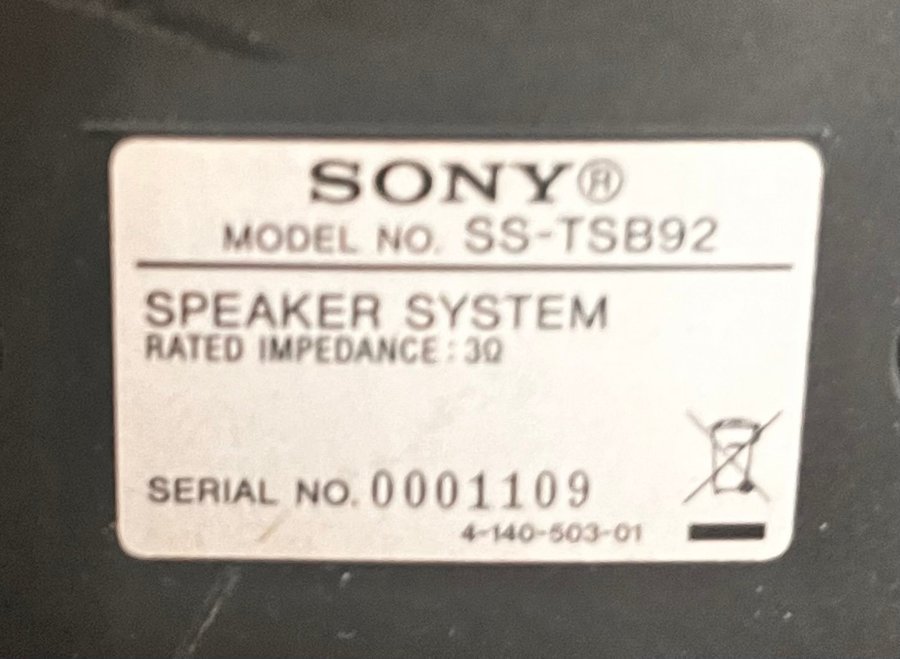 SONY®
MODEL NO. SS-TSB92
SPEAKER SYSTEM
RATED IMPEDANCE : 3Ω
SERIAL NO. 0001109
4-140-503-01